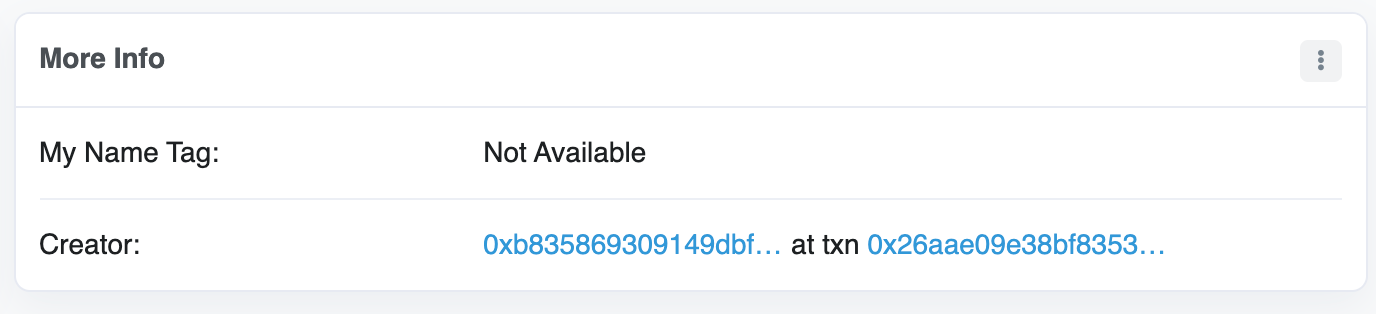 More Info
My Name Tag: Not Available
Creator: 0xb835869309149dbf... at txn 0x26aae09e38bf8353...